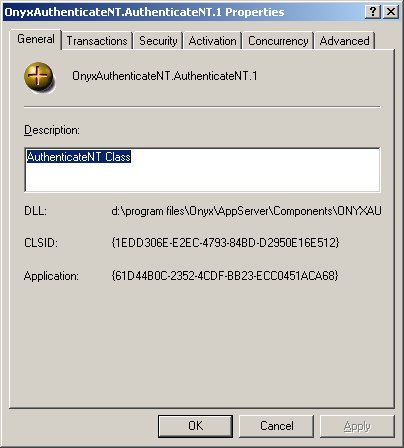 OnyxAuthenticateNT.AuthenticateNT.1 Properties
General Transactions Security Activation Concurrency Advanced
OnyxAuthenticateNT.AuthenticateNT.1
Description:
AuthenticateNT Class
DLL: d:\program files\Onyx\AppServer\Components\ONYXAU
CLSID: {1EDD306E-E2EC-4793-84BD-D2950E16E512}
Application: {61D44B0C-2352-4CDF-BB23-ECC0451ACA68}
OK Cancel Apply